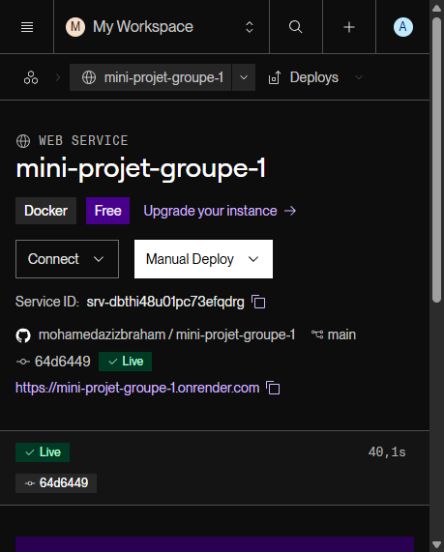 M My Workspace A
mini-projet-groupe-1 Deploys
WEB SERVICE
mini-projet-groupe-1
Docker Free Upgrade your instance →
Connect Manual Deploy
Service ID: srv-dbthi48u01pc73efqdrg
mohamedazizbraham / mini-projet-groupe-1 main
64d6449 ✓ Live
https://mini-projet-groupe-1.onrender.com
✓ Live 40,1s
64d6449